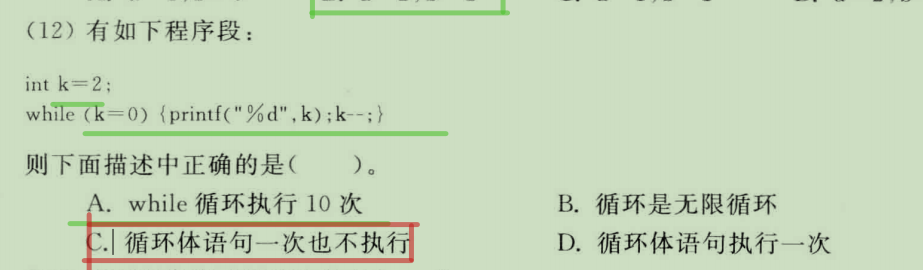 (12) 有如下程序段：
int k=2;
while (k=0) {printf("%d",k);k--;}
则下面描述中正确的是(　　)。
A. while 循环执行 10 次　　B. 循环是无限循环
C. 循环体语句一次也不执行　　D. 循环体语句执行一次